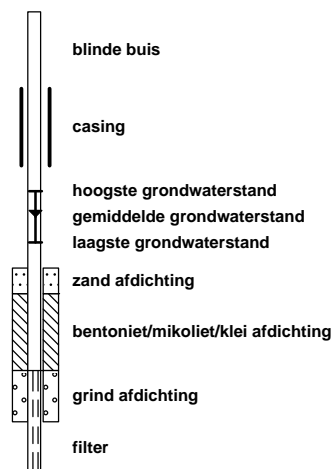 blinde buis
casing
hoogste grondwaterstand
gemiddelde grondwaterstand
laagste grondwaterstand
zand afdichting
bentoniet/mikoliet/klei afdichting
grind afdichting
filter